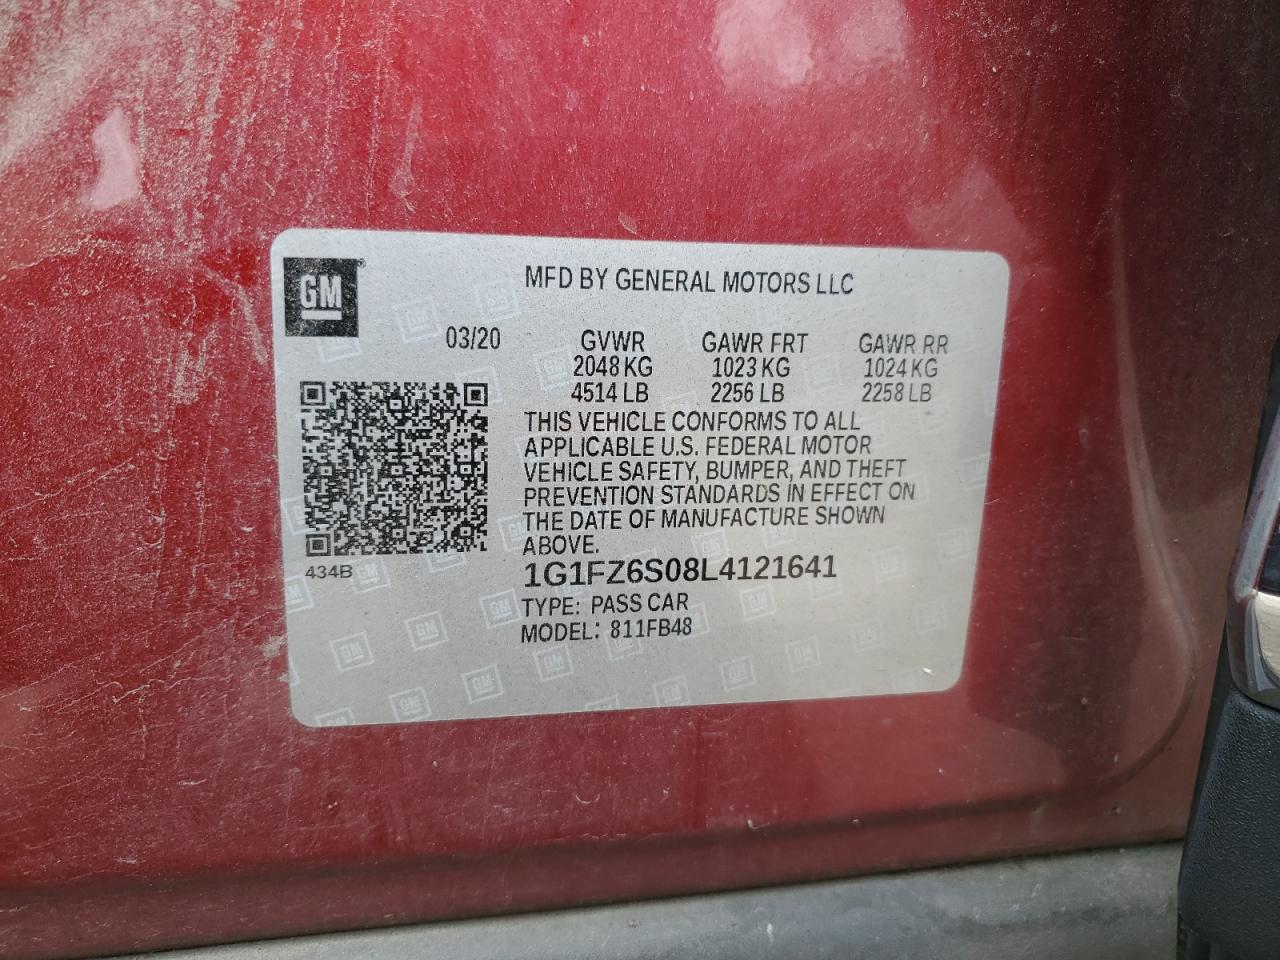 GM
MFD BY GENERAL MOTORS LLC
03/20 GVWR GAWR FRT GAWR RR
2048 KG 1023 KG 1024 KG
4514 LB 2256 LB 2258 LB
THIS VEHICLE CONFORMS TO ALL
APPLICABLE U.S. FEDERAL MOTOR
VEHICLE SAFETY, BUMPER, AND THEFT
PREVENTION STANDARDS IN EFFECT ON
THE DATE OF MANUFACTURE SHOWN
ABOVE.
434B
1G1FZ6S08L4121641
TYPE: PASS CAR
MODEL: 811FB48